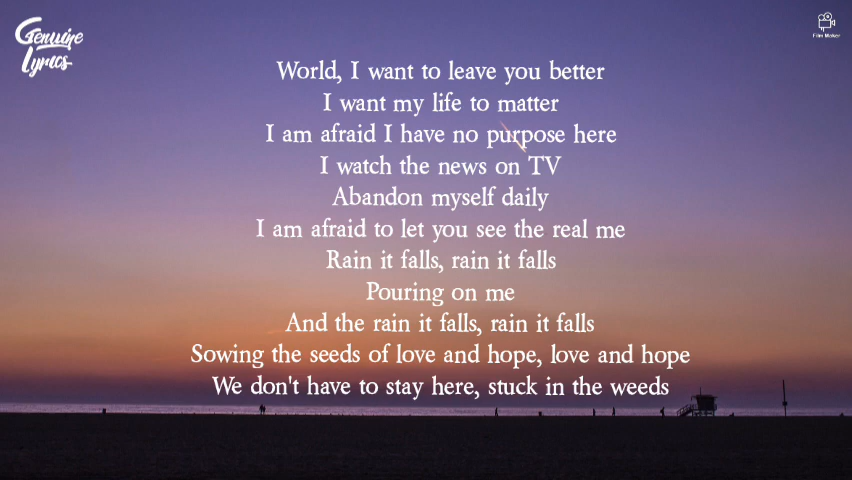 Genuine
Lyrics
Film Maker
World, I want to leave you better
I want my life to matter
I am afraid I have no purpose here
I watch the news on TV
Abandon myself daily
I am afraid to let you see the real me
Rain it falls, rain it falls
Pouring on me
And the rain it falls, rain it falls
Sowing the seeds of love and hope, love and hope
We don't have to stay here, stuck in the weeds